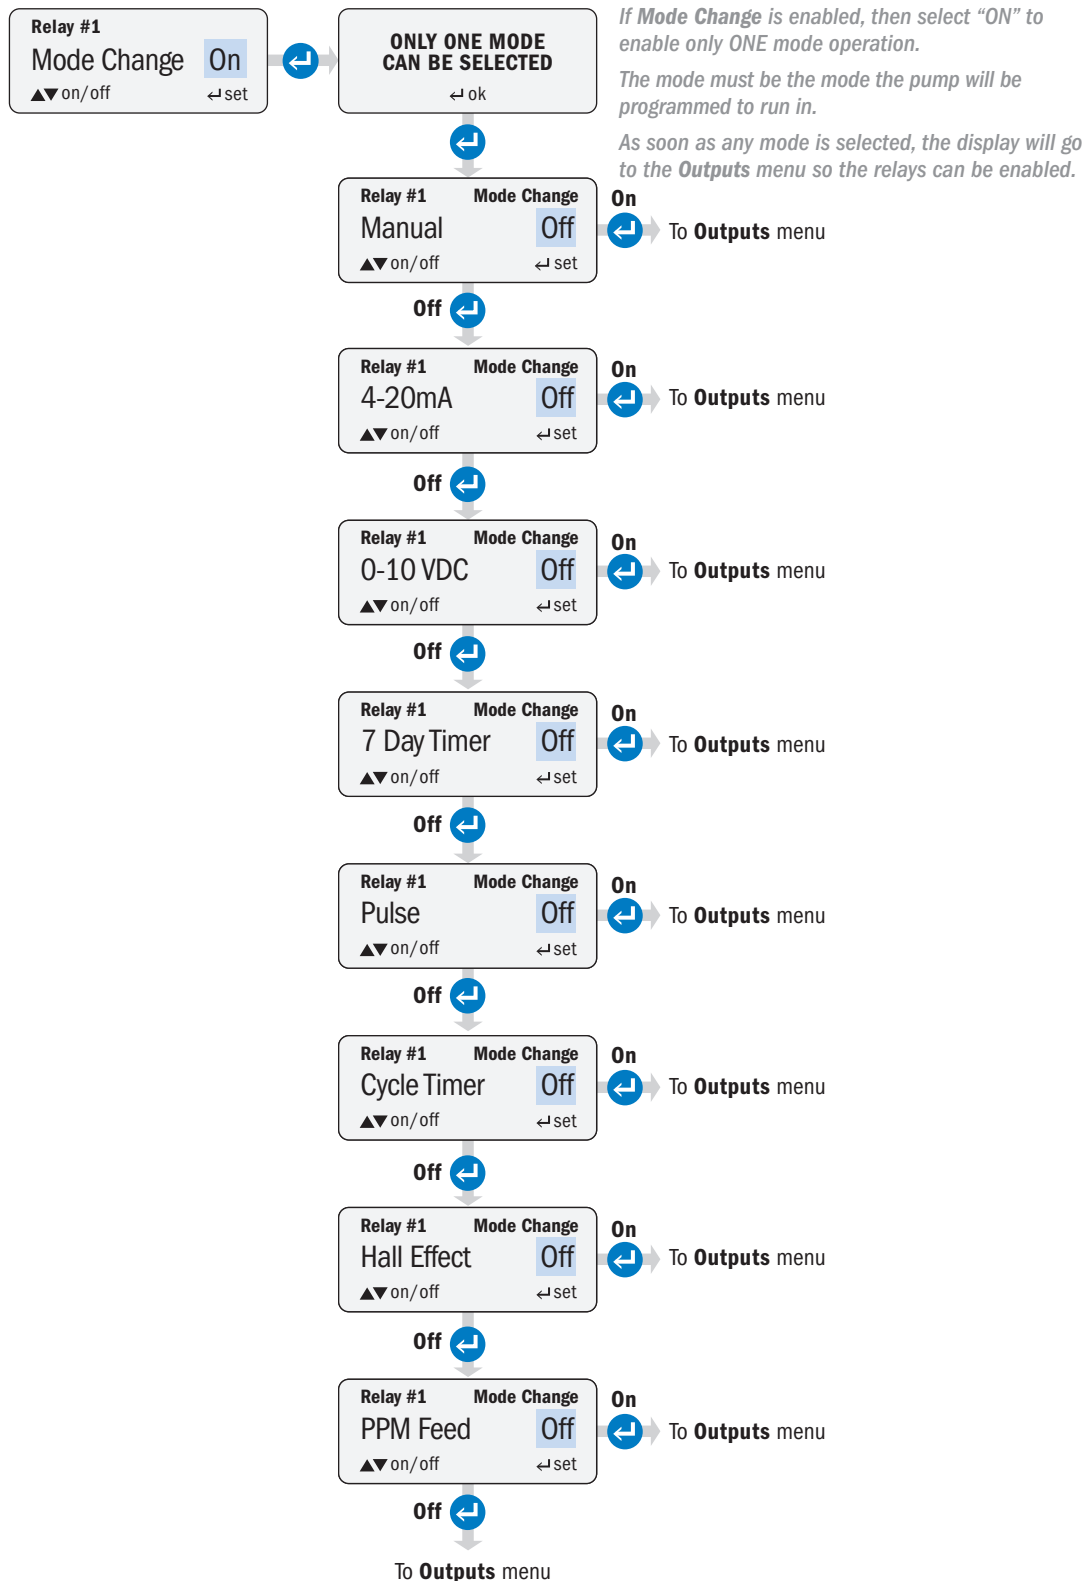 Relay #1
Mode Change On
▲▼ on/off ↵ set
ONLY ONE MODE
CAN BE SELECTED
↵ ok
If Mode Change is enabled, then select “ON” to
enable only ONE mode operation.
The mode must be the mode the pump will be
programmed to run in.
As soon as any mode is selected, the display will go
to the Outputs menu so the relays can be enabled.
Relay #1 Mode Change
Manual Off
▲▼ on/off ↵ set
On
To Outputs menu
Off
Relay #1 Mode Change
4-20mA Off
▲▼ on/off ↵ set
On
To Outputs menu
Off
Relay #1 Mode Change
0-10 VDC Off
▲▼ on/off ↵ set
On
To Outputs menu
Off
Relay #1 Mode Change
7 Day Timer Off
▲▼ on/off ↵ set
On
To Outputs menu
Off
Relay #1 Mode Change
Pulse Off
▲▼ on/off ↵ set
On
To Outputs menu
Off
Relay #1 Mode Change
Cycle Timer Off
▲▼ on/off ↵ set
On
To Outputs menu
Off
Relay #1 Mode Change
Hall Effect Off
▲▼ on/off ↵ set
On
To Outputs menu
Off
Relay #1 Mode Change
PPM Feed Off
▲▼ on/off ↵ set
On
To Outputs menu
Off
To Outputs menu